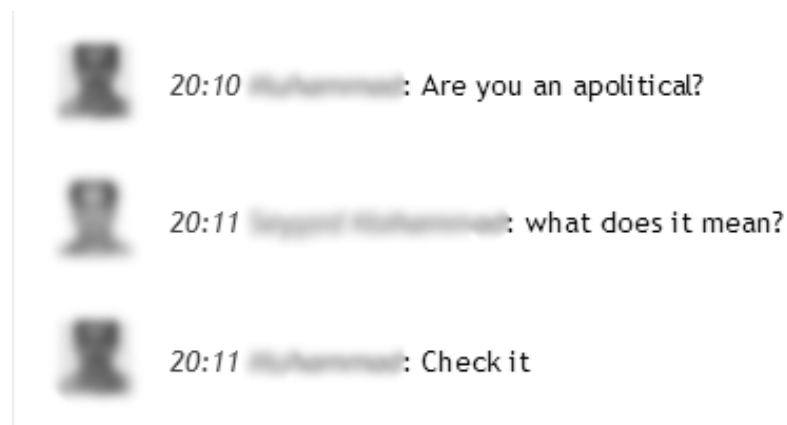 20:10 : Are you an apolitical?
20:11 : what does it mean?
20:11 : Check it